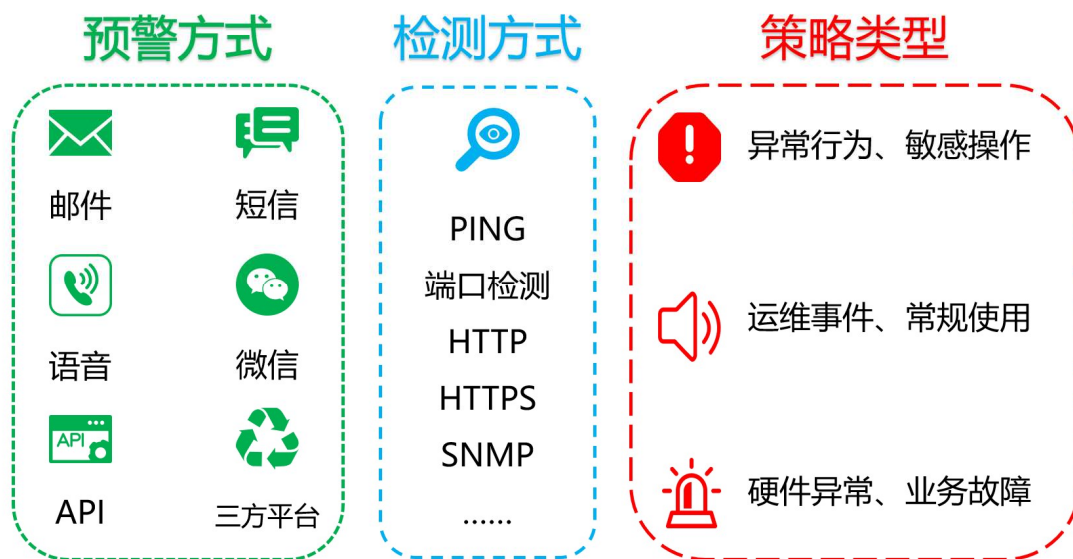 预警方式
邮件
短信
语音
微信
API
API
三方平台
检测方式
PING
端口检测
HTTP
HTTPS
SNMP
......
策略类型
异常行为、敏感操作
运维事件、常规使用
硬件异常、业务故障